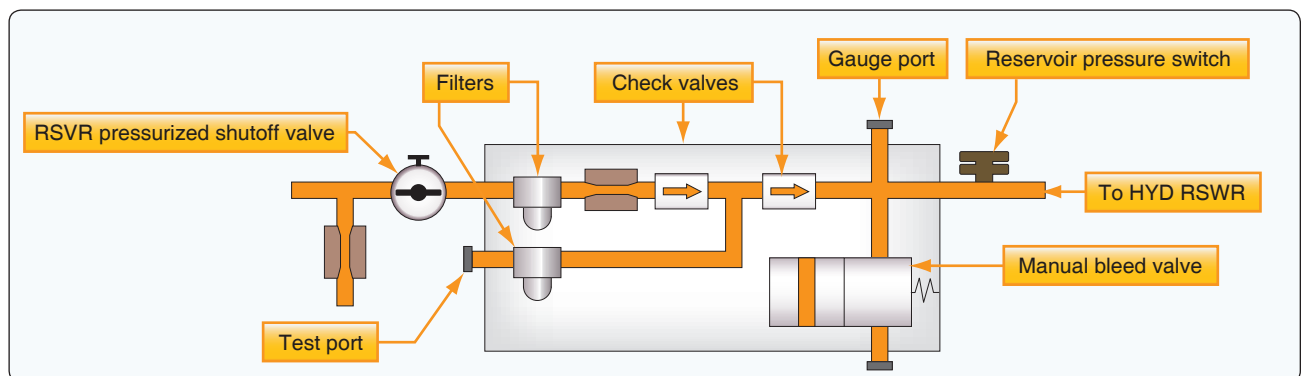 Gauge port
Reservoir pressure switch
Filters
Check valves
RSVR pressurized shutoff valve
To HYD RSWR
Manual bleed valve
Test port